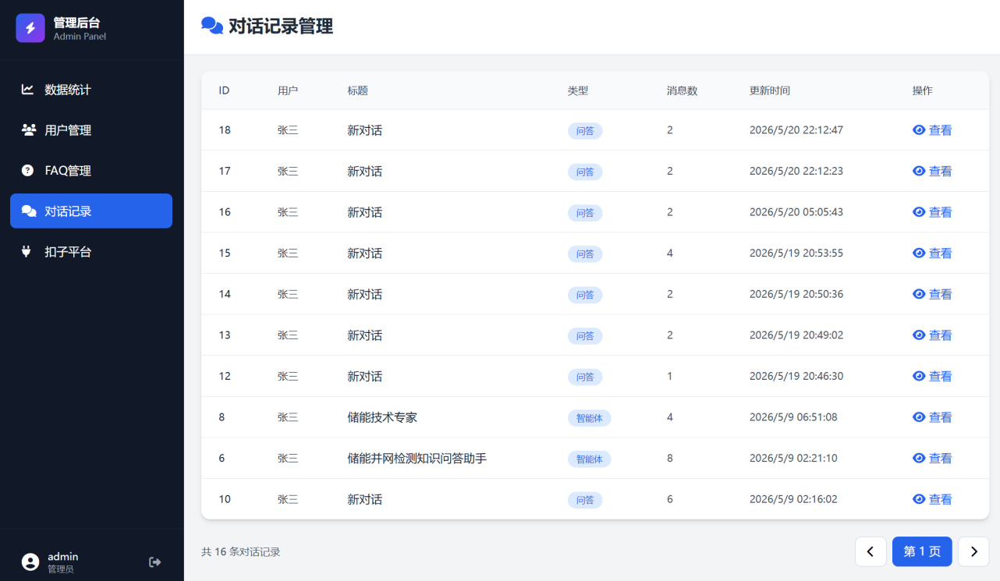 管理后台
Admin Panel
数据统计
用户管理
FAQ管理
对话记录
扣子平台
admin
管理员
对话记录管理
ID 用户 标题 类型 消息数 更新时间 操作
18 张三 新对话 问答 2 2026/5/20 22:12:47 查看
17 张三 新对话 问答 2 2026/5/20 22:12:23 查看
16 张三 新对话 问答 2 2026/5/20 05:05:43 查看
15 张三 新对话 问答 4 2026/5/19 20:53:55 查看
14 张三 新对话 问答 2 2026/5/19 20:50:36 查看
13 张三 新对话 问答 2 2026/5/19 20:49:02 查看
12 张三 新对话 问答 1 2026/5/19 20:46:30 查看
8 张三 储能技术专家 智能体 4 2026/5/9 06:51:08 查看
6 张三 储能并网检测知识问答助手 智能体 8 2026/5/9 02:21:10 查看
10 张三 新对话 问答 6 2026/5/9 02:16:02 查看
共 16 条对话记录
第 1 页